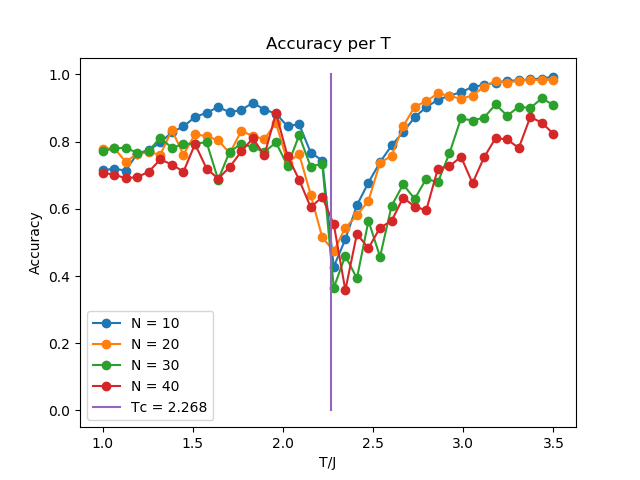 Accuracy per T
1.0
0.8
0.6
0.4
0.2
0.0
Accuracy
N = 10
N = 20
N = 30
N = 40
Tc = 2.268
1.0 1.5 2.0 2.5 3.0 3.5
T/J